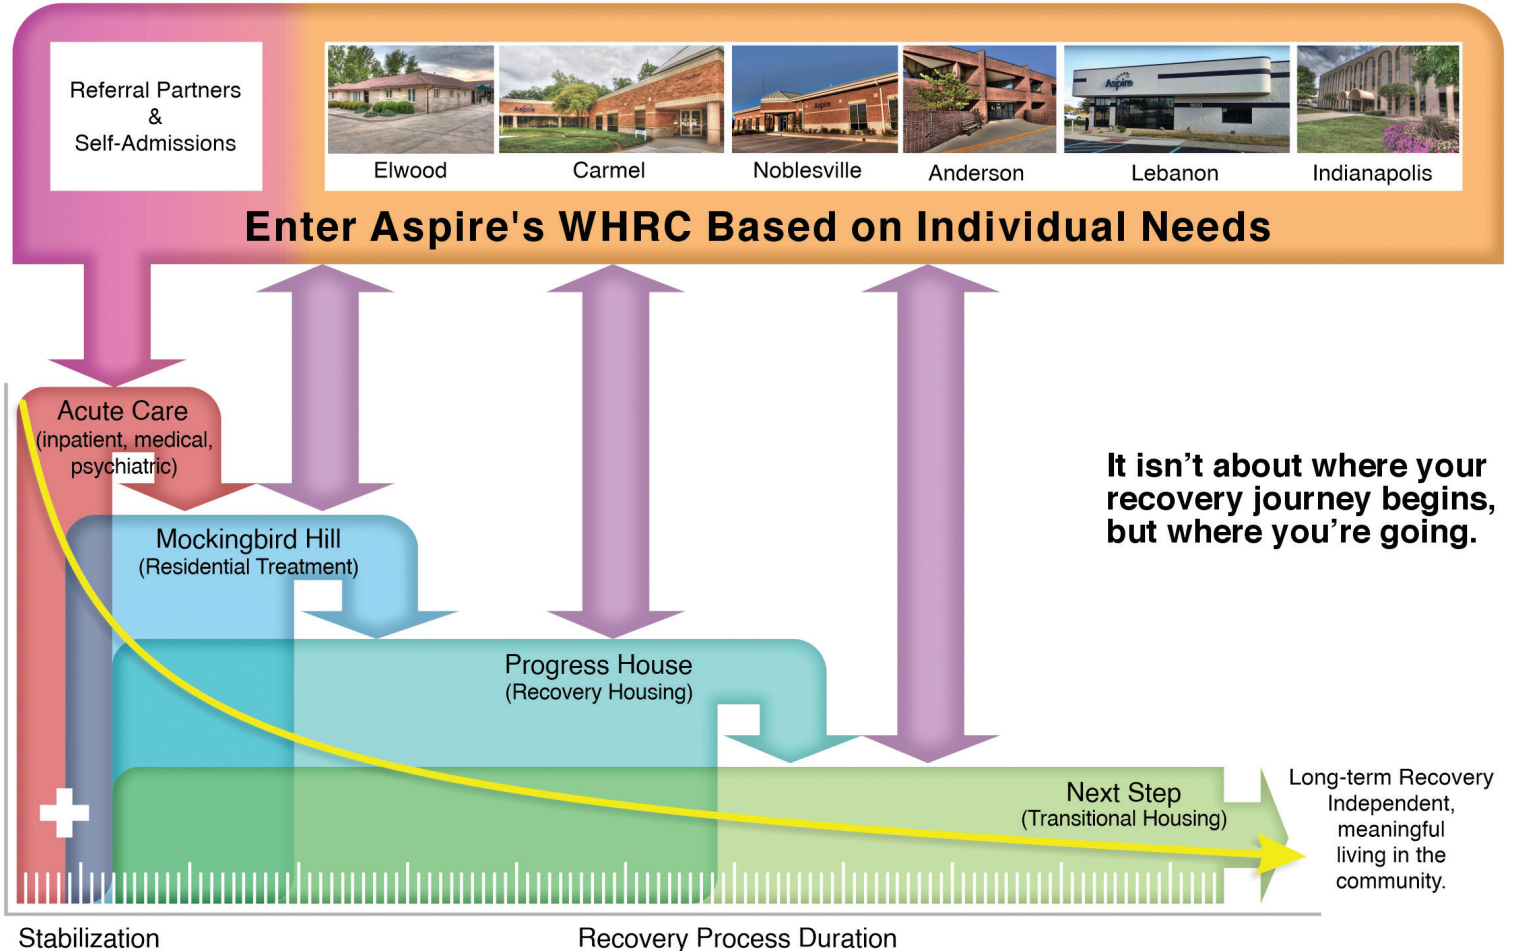 Referral Partners
&
Self-Admissions
Aspire
Aspire
Aspire
Elwood
Carmel
Noblesville
Anderson
Lebanon
Indianapolis
Enter Aspire's WHRC Based on Individual Needs
Acute Care
(inpatient, medical,
psychiatric)
Mockingbird Hill
(Residential Treatment)
It isn’t about where your
recovery journey begins,
but where you’re going.
Progress House
(Recovery Housing)
Next Step
(Transitional Housing)
Long-term Recovery
Independent,
meaningful
living in the
community.
Stabilization
Recovery Process Duration